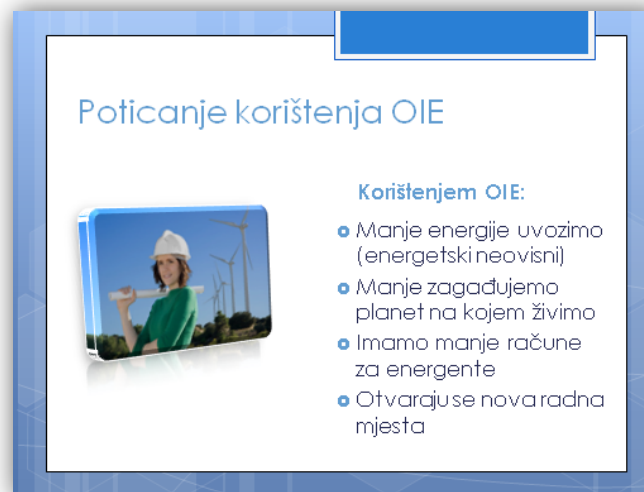 Poticanje korištenja OIE
Korištenjem OIE:
Manje energije uvozimo
(energetski neovisni)
Manje zagađujemo
planet na kojem živimo
Imamo manje račune
za energente
Otvaraju se nova radna
mjesta